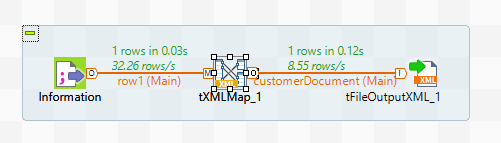 1 rows in 0.03s
32.26 rows/s
row1 (Main)
Information
tXMLMap_1
1 rows in 0.12s
8.55 rows/s
customerDocument (Main)
tFileOutputXML_1
O
M
O
I
XML